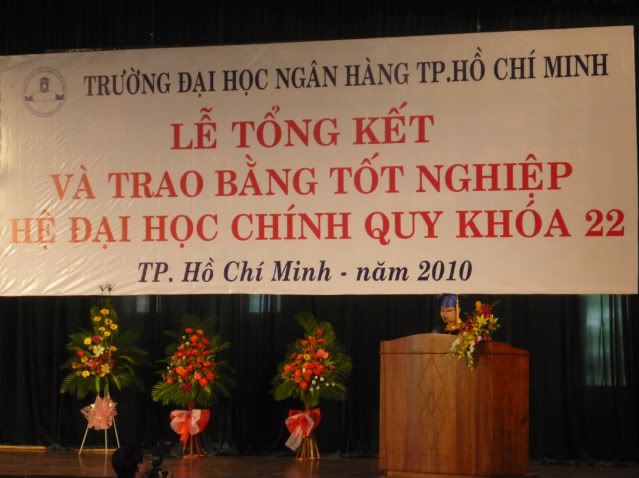 TRƯỜNG ĐẠI HỌC NGÂN HÀNG TP.HỒ CHÍ MINH
LỄ TỔNG KẾT
VÀ TRAO BẰNG TỐT NGHIỆP
HỆ ĐẠI HỌC CHÍNH QUY KHÓA 22
TP. Hồ Chí Minh - năm 2010